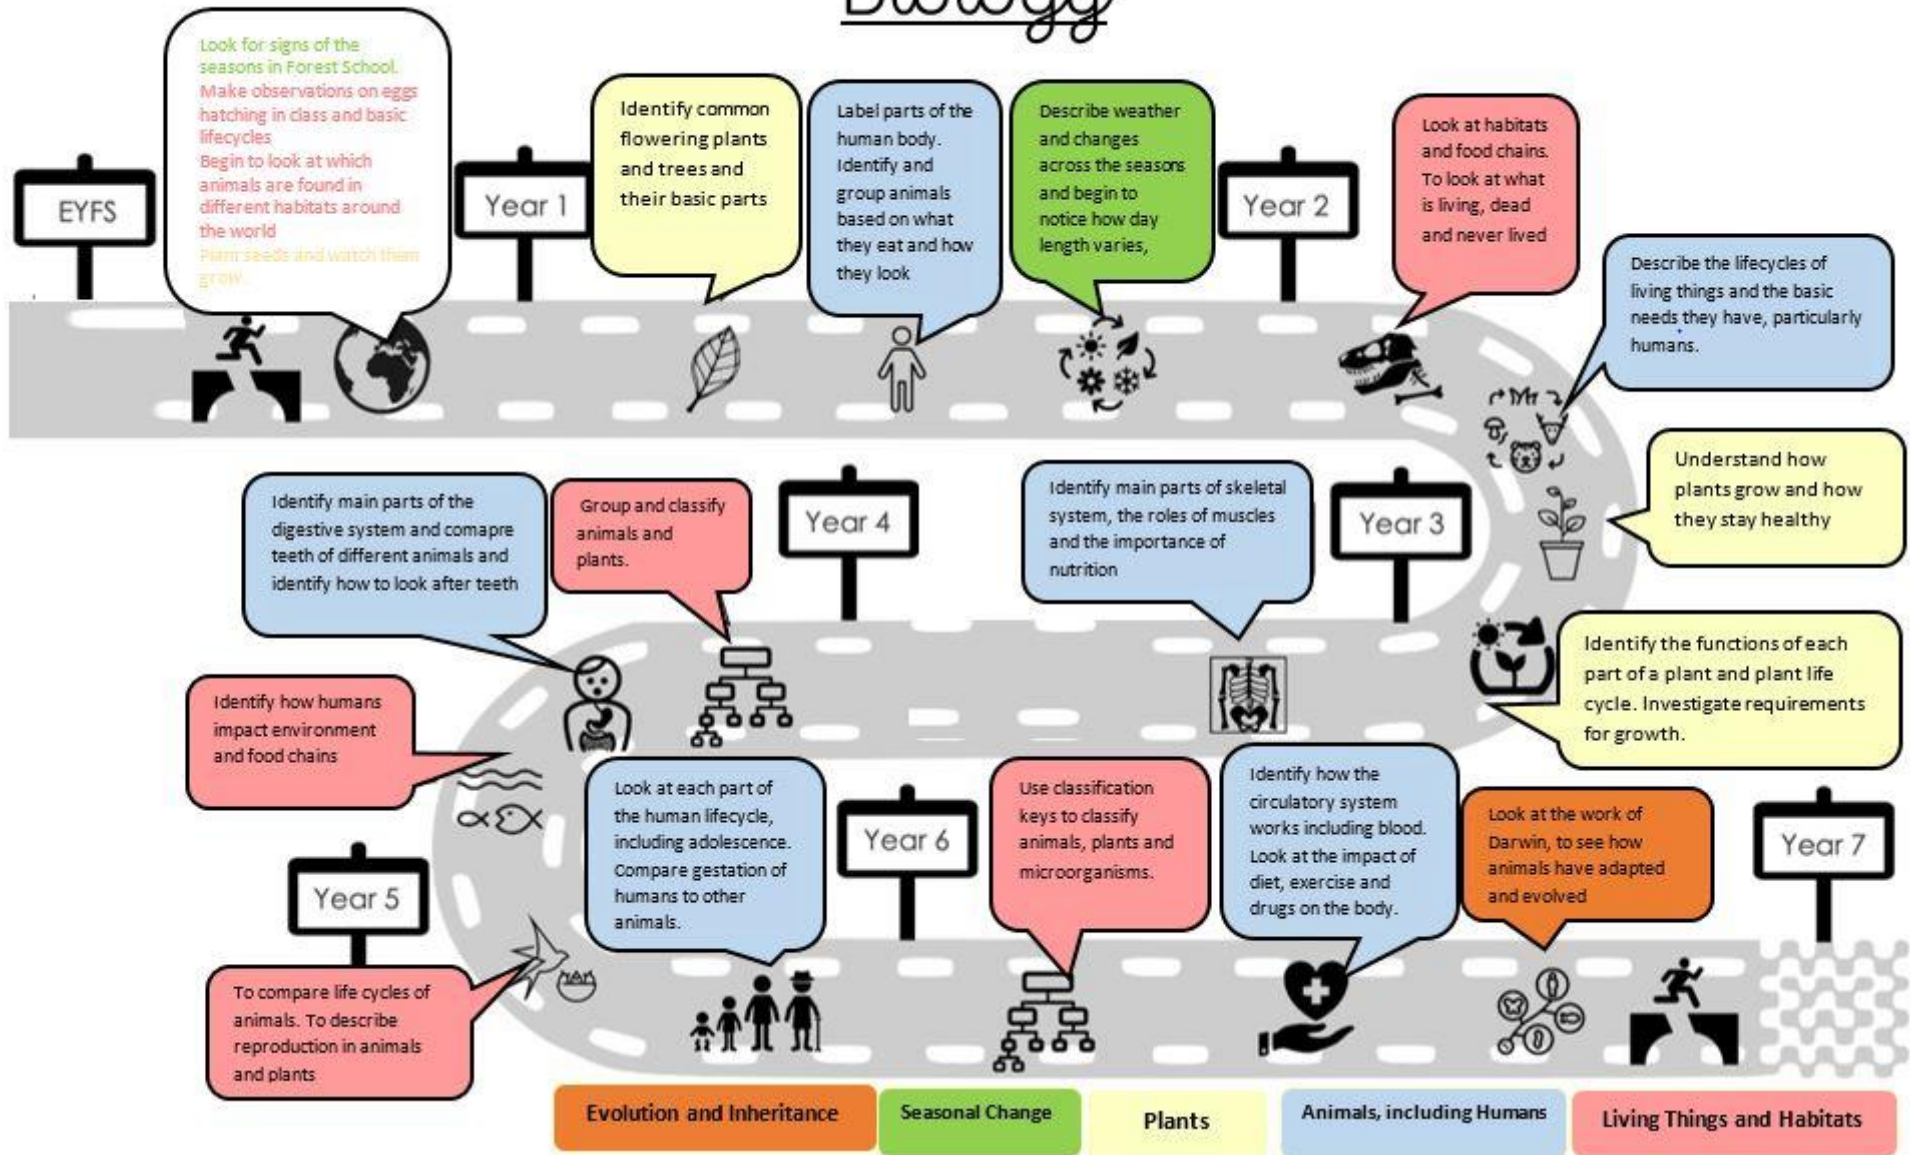 Biology
EYFS
Look for signs of the
seasons in Forest School.
Make observations on eggs
hatching in class and basic
lifecycles
Begin to look at which
animals are found in
different habitats around
the world
Plant seeds and watch them
grow.
Year 1
Identify common
flowering plants
and trees and
their basic parts
Label parts of the
human body.
Identify and
group animals
based on what
they eat and how
they look
Describe weather
and changes
across the seasons
and begin to
notice how day
length varies,
Year 2
Look at habitats
and food chains.
To look at what
is living, dead
and never lived
Describe the lifecycles of
living things and the basic
needs they have, particularly
humans.
Understand how
plants grow and how
they stay healthy
Year 3
Identify the functions of each
part of a plant and plant life
cycle. Investigate requirements
for growth.
Identify main parts of skeletal
system, the roles of muscles
and the importance of
nutrition
Year 4
Group and classify
animals and
plants.
Identify main parts of the
digestive system and comapre
teeth of different animals and
identify how to look after teeth
Identify how humans
impact environment
and food chains
Year 5
To compare life cycles of
animals. To describe
reproduction in animals
and plants
Look at each part of
the human lifecycle,
including adolescence.
Compare gestation of
humans to other
animals.
Year 6
Use classification
keys to classify
animals, plants and
microorganisms.
Identify how the
circulatory system
works including blood.
Look at the impact of
diet, exercise and
drugs on the body.
Look at the work of
Darwin, to see how
animals have adapted
and evolved
Year 7
Evolution and Inheritance
Seasonal Change
Plants
Animals, including Humans
Living Things and Habitats